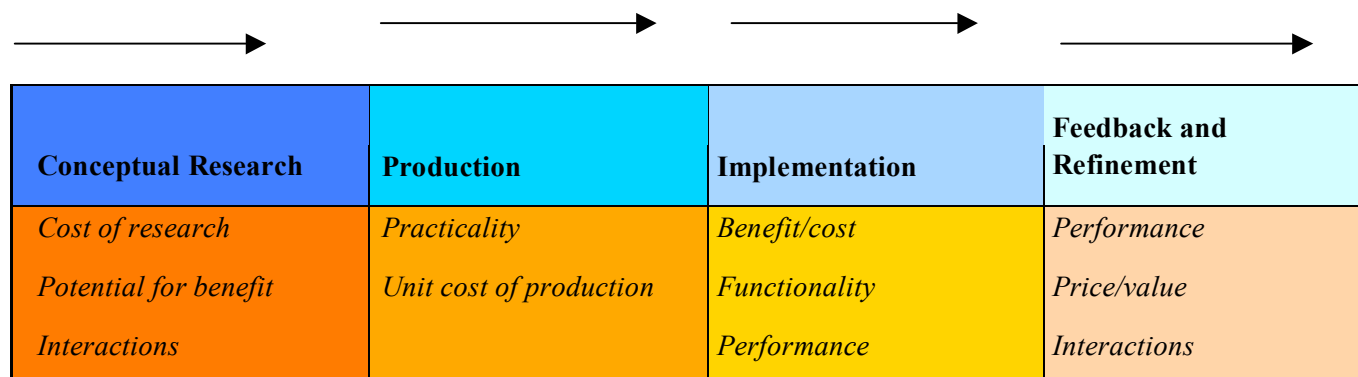 Conceptual Research
Production
Implementation
Feedback and
Refinement
Cost of research
Practicality
Benefit/cost
Performance
Potential for benefit
Unit cost of production
Functionality
Price/value
Interactions
Performance
Interactions